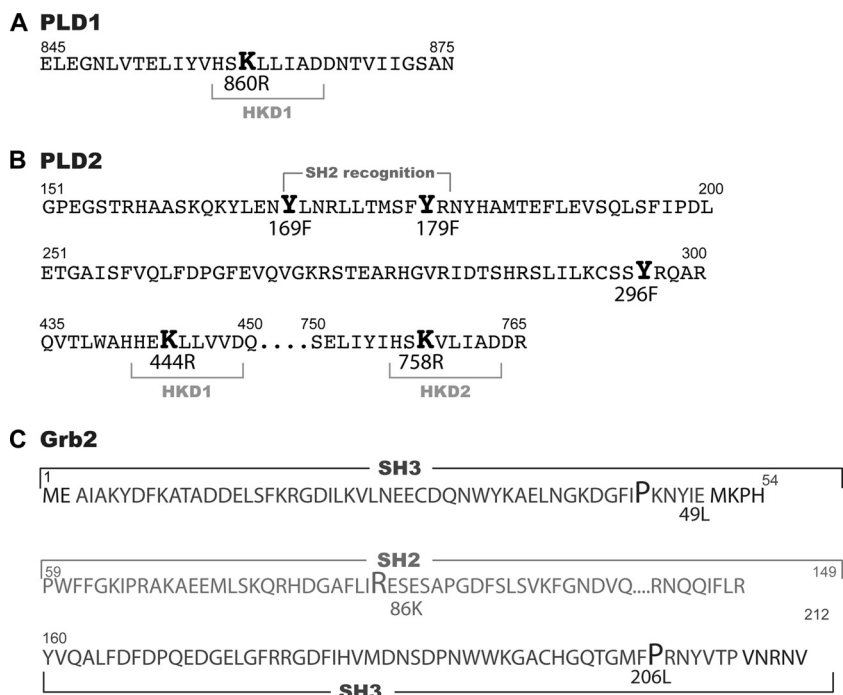 A PLD1
845 875
ELEGNLVTELIYVHSKLLIADDNTVIIGSAN
860R
HKD1
B PLD2
SH2 recognition
151 200
GPEGSTRHAASKQKYLENYLNRLLTMSFYRNYHAMTEFLEVSQLSFIPDL
169F 179F
251 300
ETGAISFVQLFDPGFEVQVGKRSTEARHGVRIDTSHRSLILKCSSYRQAR
296F
435 450 750 765
QVTLWAHHEKLLVVDQ....SELIYIHSKVLIADDR
444R 758R
HKD1 HKD2
C Grb2
SH3
1 54
ME AIAKYDFKATADDELSFKRGDILKVLNEECDQNWYKAELNGKDGFIPKNYIE MKPH
49L
SH2
59 149
PWFFGKIPRAKAEEMLSKQRHDGAFLIRESESAPGDFSLSVKFGNDVQ....RNQQIFLR
86K
212
160
YVQALFDFDPQEDGELGFRRGDFIHVMDNSDPNWWKGACHGQTGMFPRNYVTP VNRNV
206L
SH3